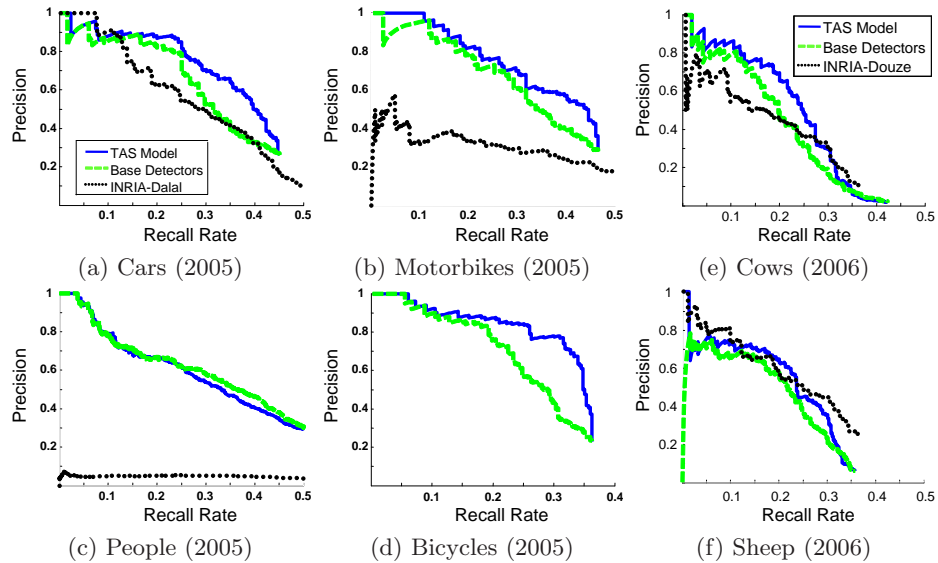 Precision
1
0.8
0.6
0.4
0.2
TAS Model
Base Detectors
INRIA-Dalal
0.1 0.2 0.3 0.4 0.5
Recall Rate
(a) Cars (2005)
Precision
1
0.8
0.6
0.4
0.2
0.1 0.2 0.3 0.4 0.5
Recall Rate
(b) Motorbikes (2005)
Precision
1
0.8
0.6
0.4
0.2
TAS Model
Base Detectors
INRIA-Douze
0.1 0.2 0.3 0.4 0.5
Recall Rate
(e) Cows (2006)
Precision
1
0.8
0.6
0.4
0.2
0.1 0.2 0.3 0.4 0.5
Recall Rate
(c) People (2005)
Precision
1
0.8
0.6
0.4
0.2
0.1 0.2 0.3 0.4
Recall Rate
(d) Bicycles (2005)
Precision
1
0.8
0.6
0.4
0.2
0
0.1 0.2 0.3 0.4 0.5
Recall Rate
(f) Sheep (2006)